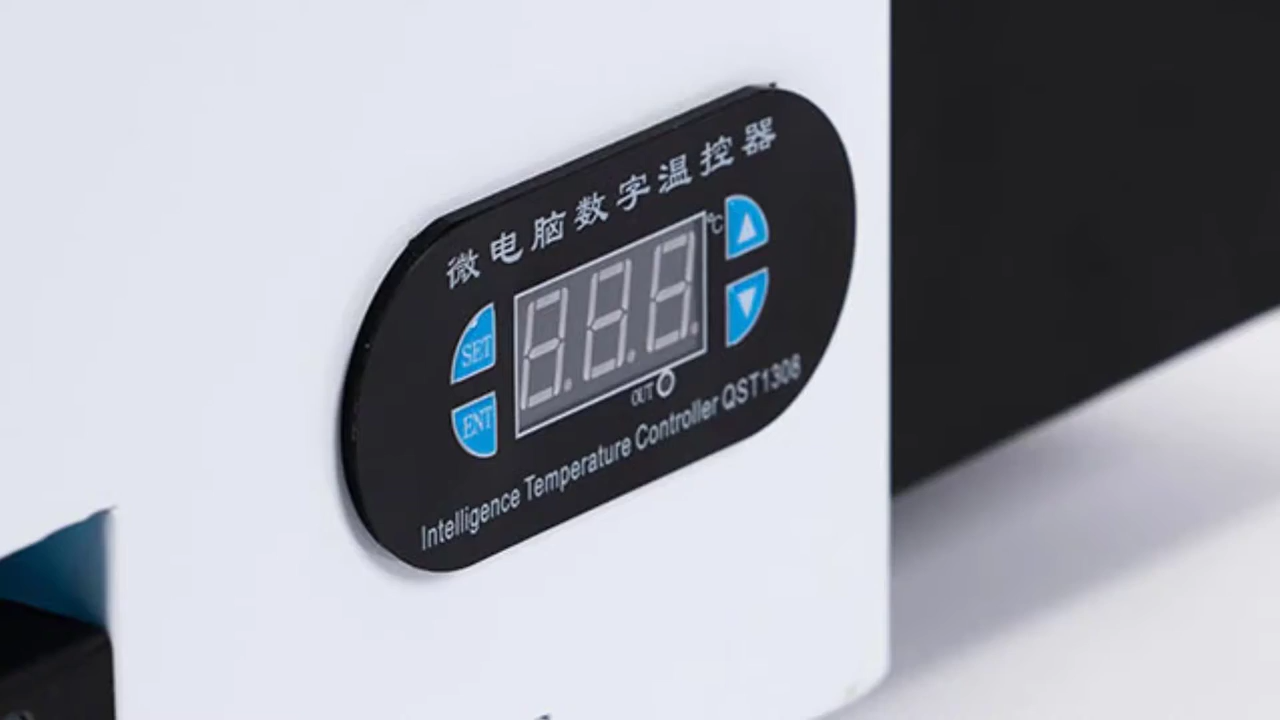 微电脑数字温控器
℃
SET
ENT
OUT
Intelligence Temperature Controller QST1308